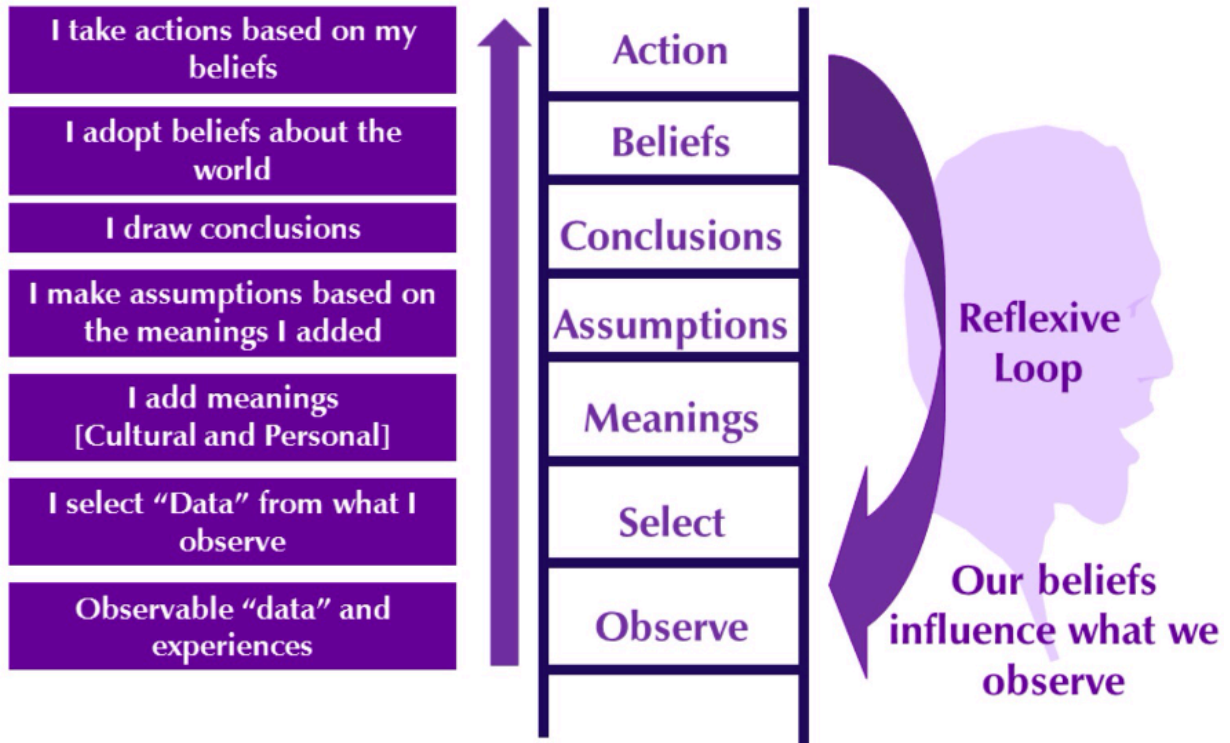 I take actions based on my
beliefs
I adopt beliefs about the
world
I draw conclusions
I make assumptions based on
the meanings I added
I add meanings
[Cultural and Personal]
I select “Data” from what I
observe
Observable “data” and
experiences
Action
Beliefs
Conclusions
Assumptions
Meanings
Select
Observe
Reflexive
Loop
Our beliefs
influence what we
observe